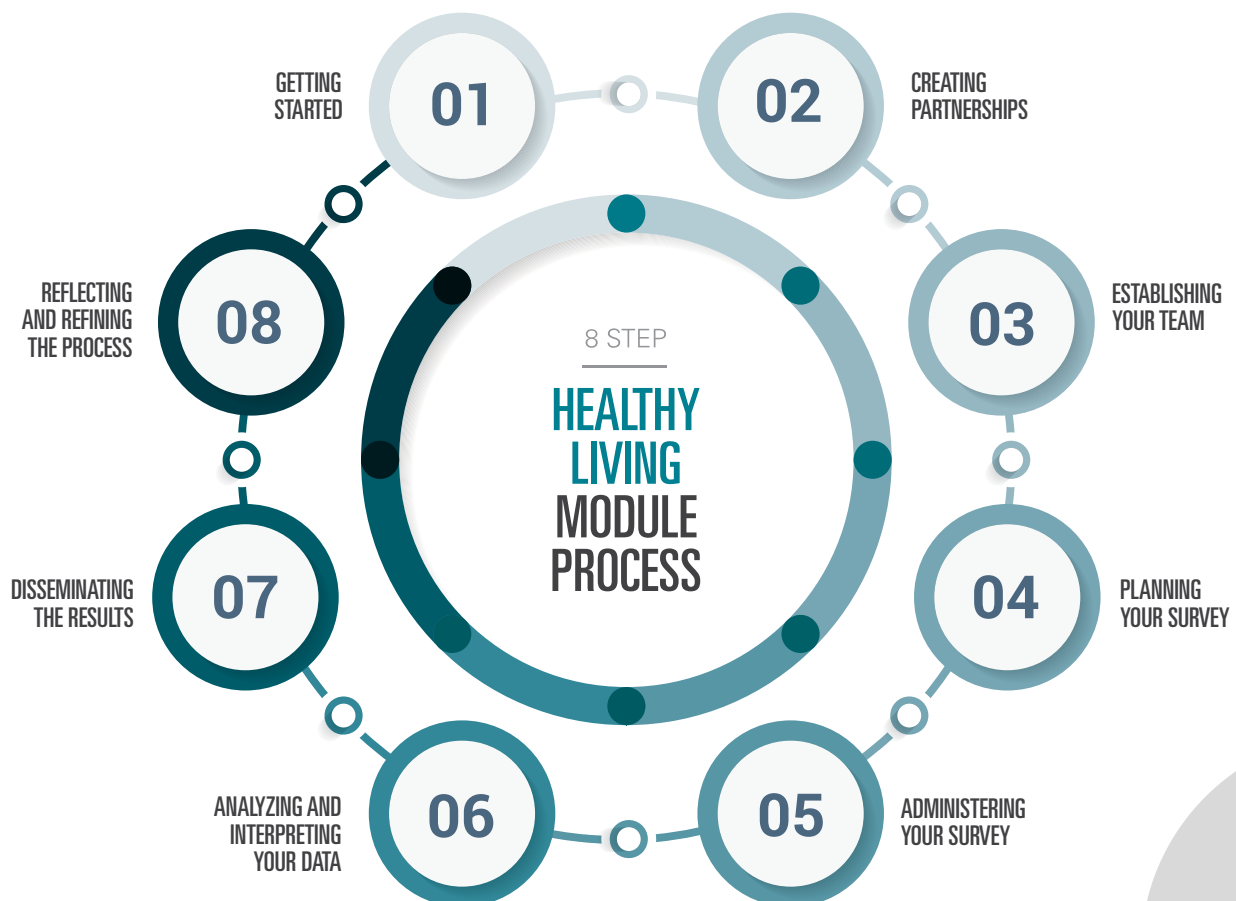 8 STEP
HEALTHY
LIVING
MODULE
PROCESS
01
GETTING
STARTED
02
CREATING
PARTNERSHIPS
03
ESTABLISHING
YOUR TEAM
04
PLANNING
YOUR SURVEY
05
ADMINISTERING
YOUR SURVEY
06
ANALYZING AND
INTERPRETING
YOUR DATA
07
DISSEMINATING
THE RESULTS
08
REFLECTING
AND REFINING
THE PROCESS